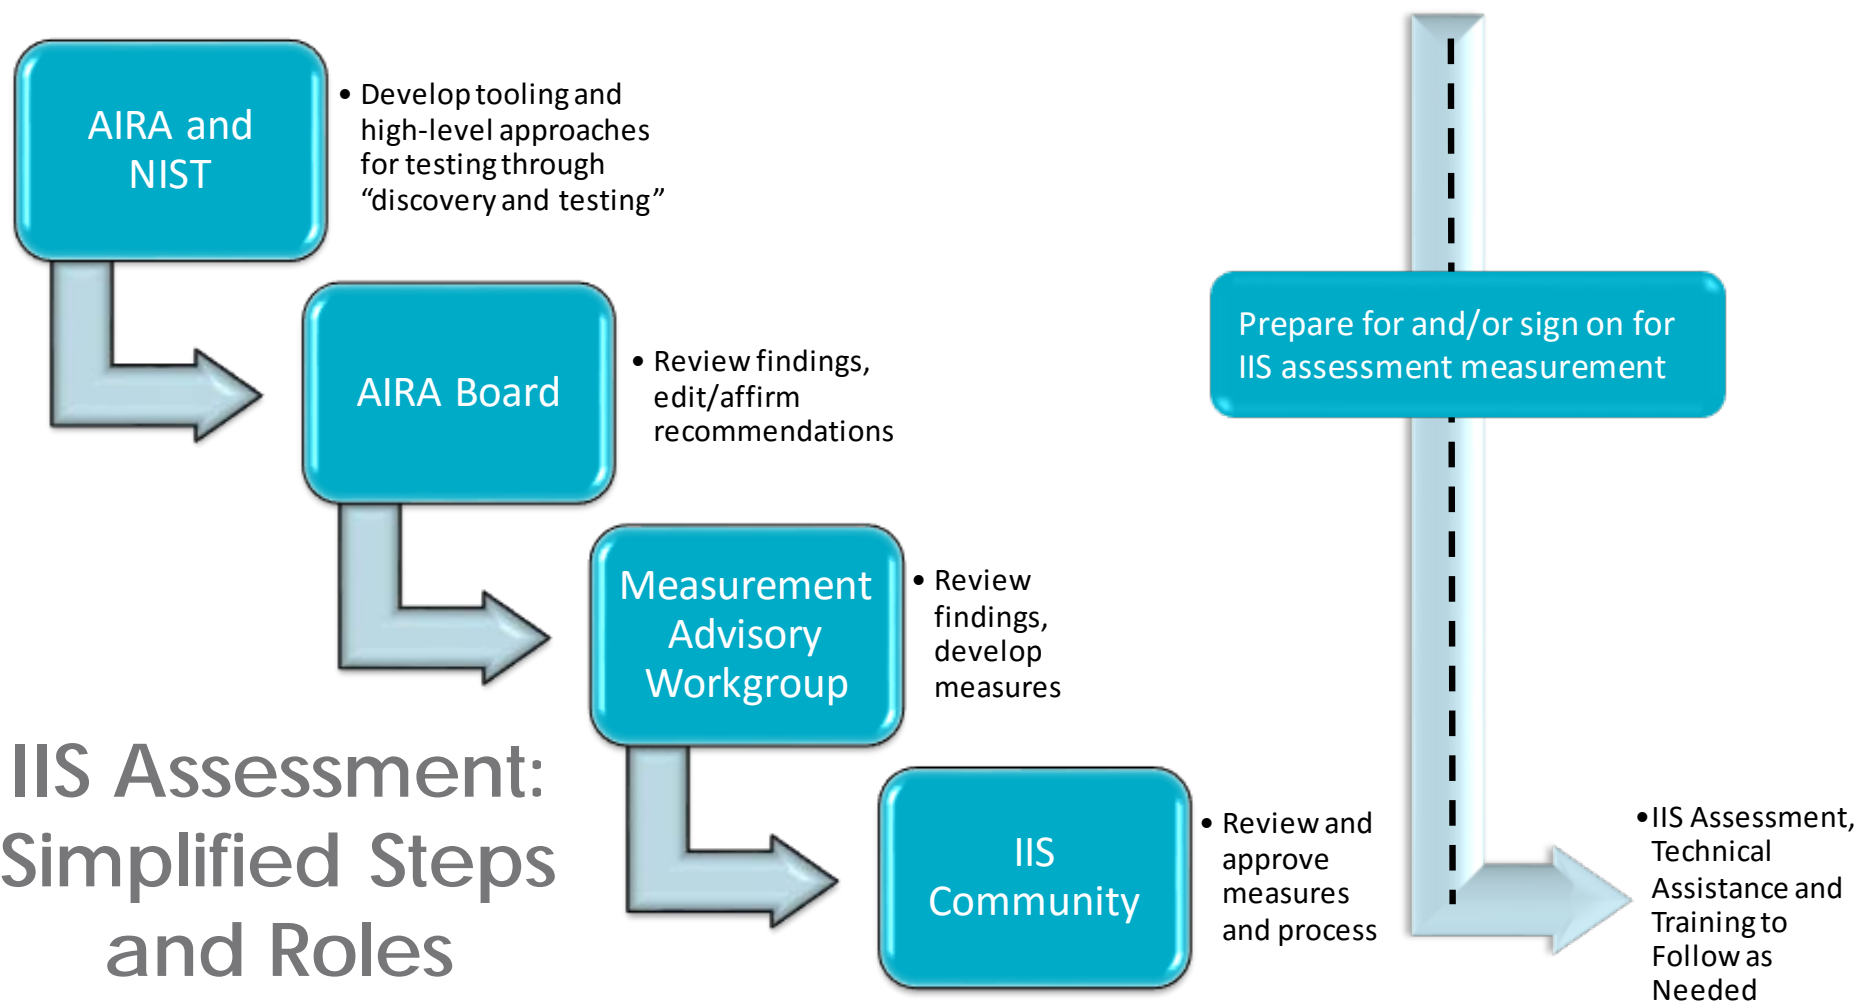 AIRA and
NIST
• Develop tooling and
high-level approaches
for testing through
“discovery and testing”
AIRA Board
• Review findings,
edit/affirm
recommendations
Measurement
Advisory
Workgroup
• Review
findings,
develop
measures
IIS
Community
• Review and
approve
measures
and process
Prepare for and/or sign on for
IIS assessment measurement
•IIS Assessment,
Technical
Assistance and
Training to
Follow as
Needed
IIS Assessment:
Simplified Steps
and Roles